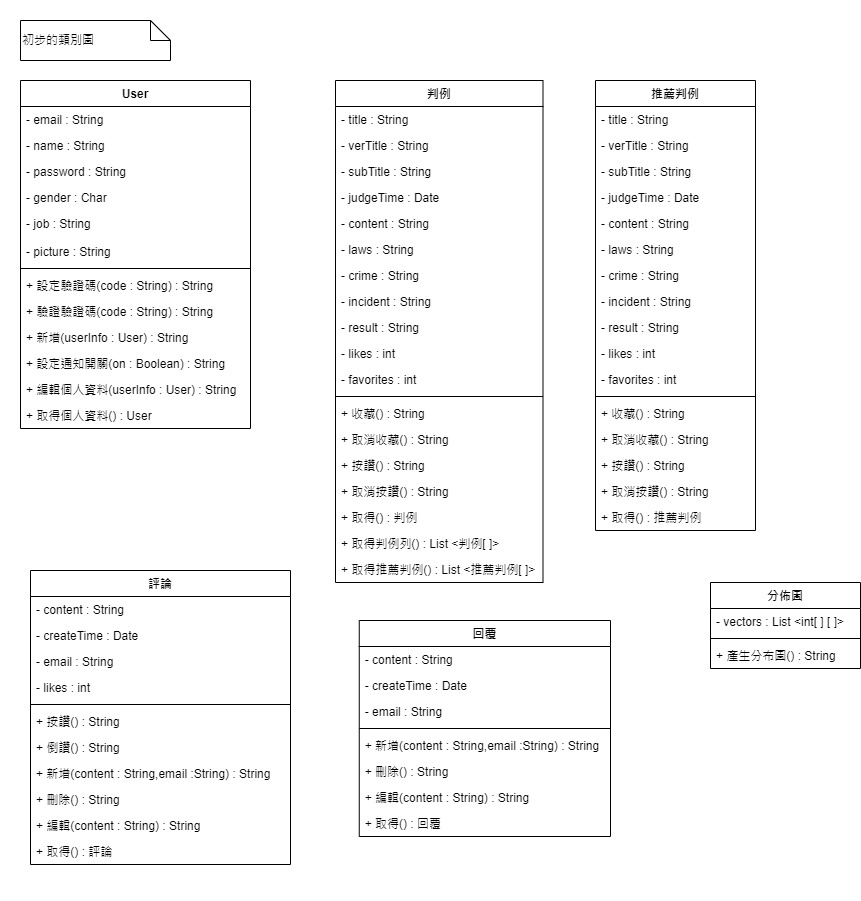 初步的類別圖
User
- email : String
- name : String
- password : String
- gender : Char
- job : String
- picture : String
+ 設定驗證碼(code : String) : String
+ 驗證驗證碼(code : String) : String
+ 新增(userInfo : User) : String
+ 設定通知開關(on : Boolean) : String
+ 編輯個人資料(userInfo : User) : String
+ 取得個人資料() : User
判例
- title : String
- verTitle : String
- subTitle : String
- judgeTime : Date
- content : String
- laws : String
- crime : String
- incident : String
- result : String
- likes : int
- favorites : int
+ 收藏() : String
+ 取消收藏() : String
+ 按讚() : String
+ 取消按讚() : String
+ 取得() : 判例
+ 取得判例列() : List <判例[ ]>
+ 取得推薦判例() : List <推薦判例[ ]>
推薦判例
- title : String
- verTitle : String
- subTitle : String
- judgeTime : Date
- content : String
- laws : String
- crime : String
- incident : String
- result : String
- likes : int
- favorites : int
+ 收藏() : String
+ 取消收藏() : String
+ 按讚() : String
+ 取消按讚() : String
+ 取得() : 推薦判例
評論
- content : String
- createTime : Date
- email : String
- likes : int
+ 按讚() : String
+ 倒讚() : String
+ 新增(content : String,email :String) : String
+ 刪除() : String
+ 編輯(content : String) : String
+ 取得() : 評論
回覆
- content : String
- createTime : Date
- email : String
+ 新增(content : String,email :String) : String
+ 刪除() : String
+ 編輯(content : String) : String
+ 取得() : 回覆
分佈圖
- vectors : List <int[ ] [ ]>
+ 產生分布圖() : String